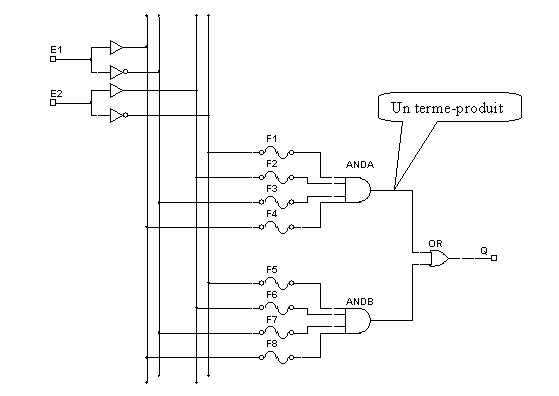 E1
E2
Un terme-produit
F1
ANDA
F2
F3
F4
OR
Q
F5
ANDB
F6
F7
F8